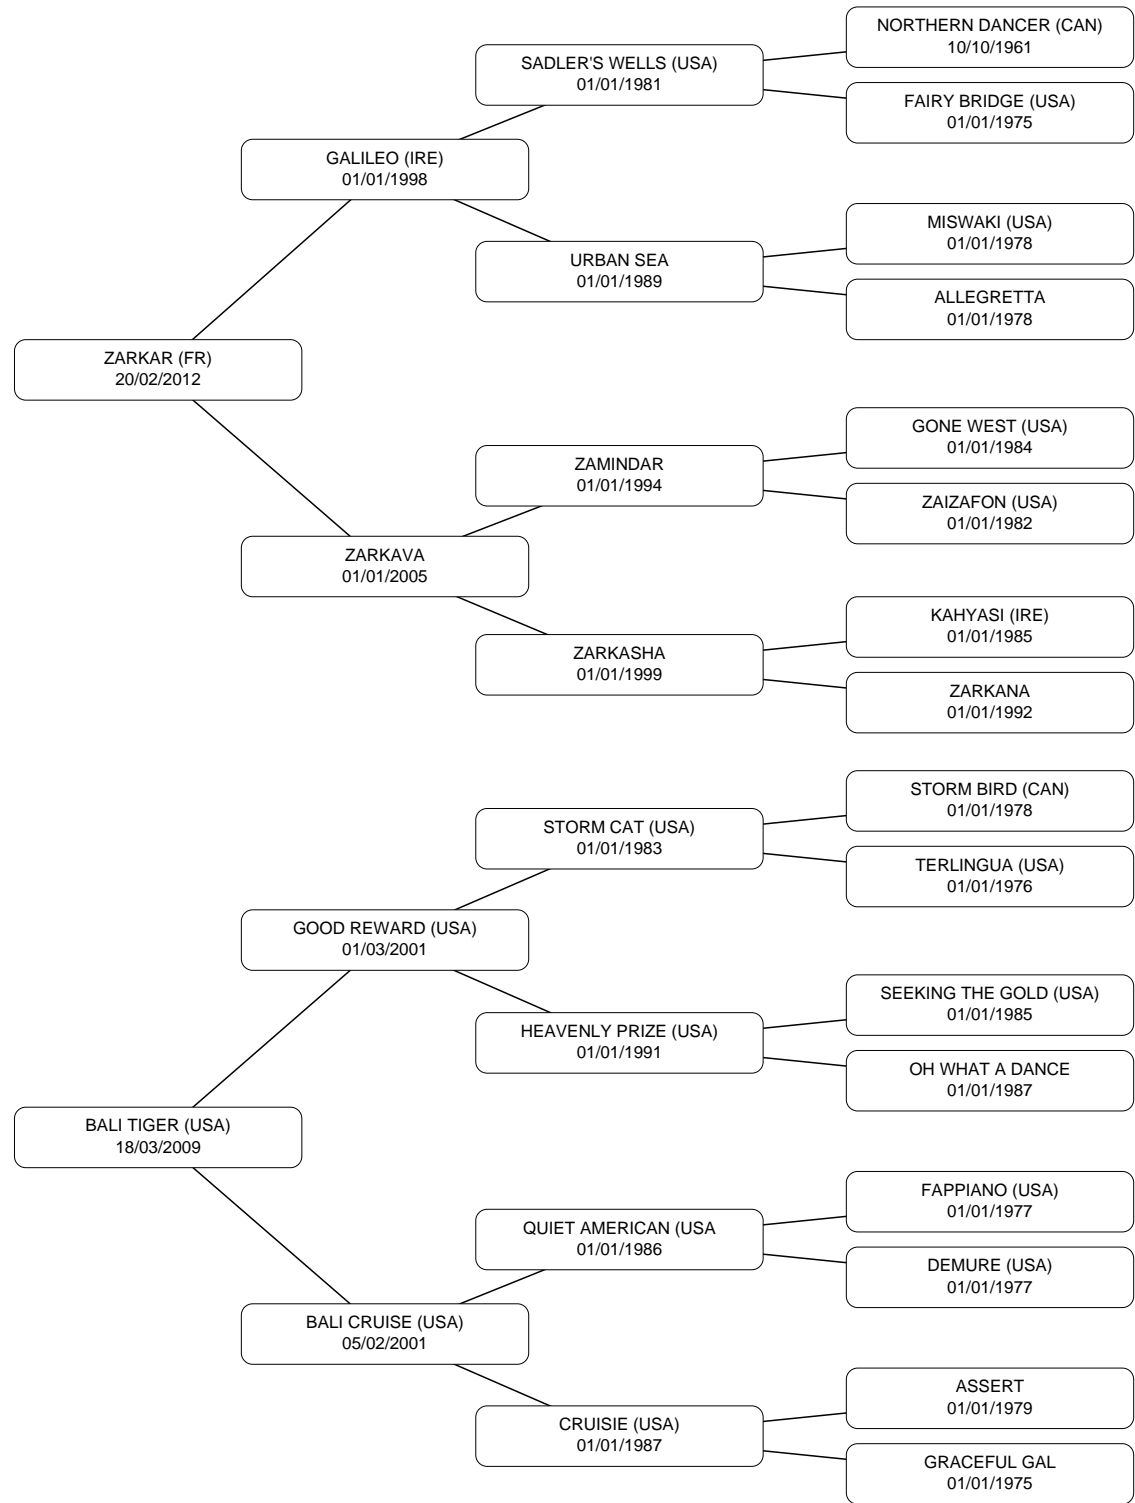 NORTHERN DANCER (CAN)
10/10/1961
SADLER'S WELLS (USA)
01/01/1981
FAIRY BRIDGE (USA)
01/01/1975
GALILEO (IRE)
01/01/1998
MISWAKI (USA)
01/01/1978
URBAN SEA
01/01/1989
ALLEGRETTA
01/01/1978
ZARKAR (FR)
20/02/2012
GONE WEST (USA)
01/01/1984
ZAMINDAR
01/01/1994
ZAIZAFON (USA)
01/01/1982
ZARKAVA
01/01/2005
KAHYASI (IRE)
01/01/1985
ZARKASHA
01/01/1999
ZARKANA
01/01/1992
STORM BIRD (CAN)
01/01/1978
STORM CAT (USA)
01/01/1983
TERLINGUA (USA)
01/01/1976
GOOD REWARD (USA)
01/03/2001
SEEKING THE GOLD (USA)
01/01/1985
HEAVENLY PRIZE (USA)
01/01/1991
OH WHAT A DANCE
01/01/1987
BALI TIGER (USA)
18/03/2009
FAPPIANO (USA)
01/01/1977
QUIET AMERICAN (USA
01/01/1986
DEMURE (USA)
01/01/1977
BALI CRUISE (USA)
05/02/2001
ASSERT
01/01/1979
CRUISIE (USA)
01/01/1987
GRACEFUL GAL
01/01/1975